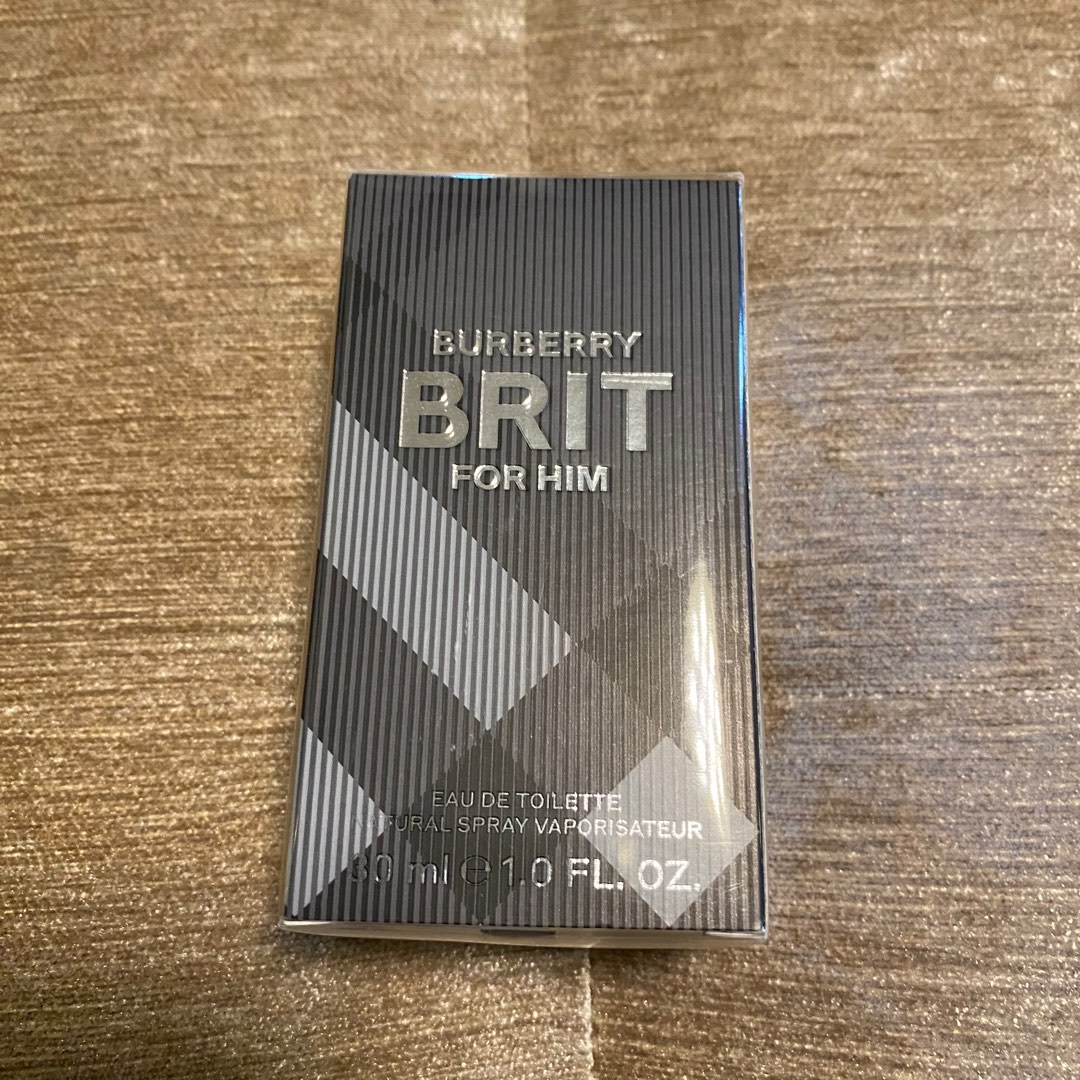 BURBERRY
BRIT
FOR HIM
EAU DE TOILETTE
NATURAL SPRAY VAPORISATEUR
30 ml ℮ 1.0 FL. OZ.